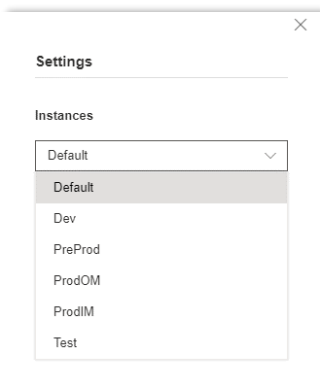 Settings
Instances
Default
Default
Dev
PreProd
ProdOM
ProdIM
Test